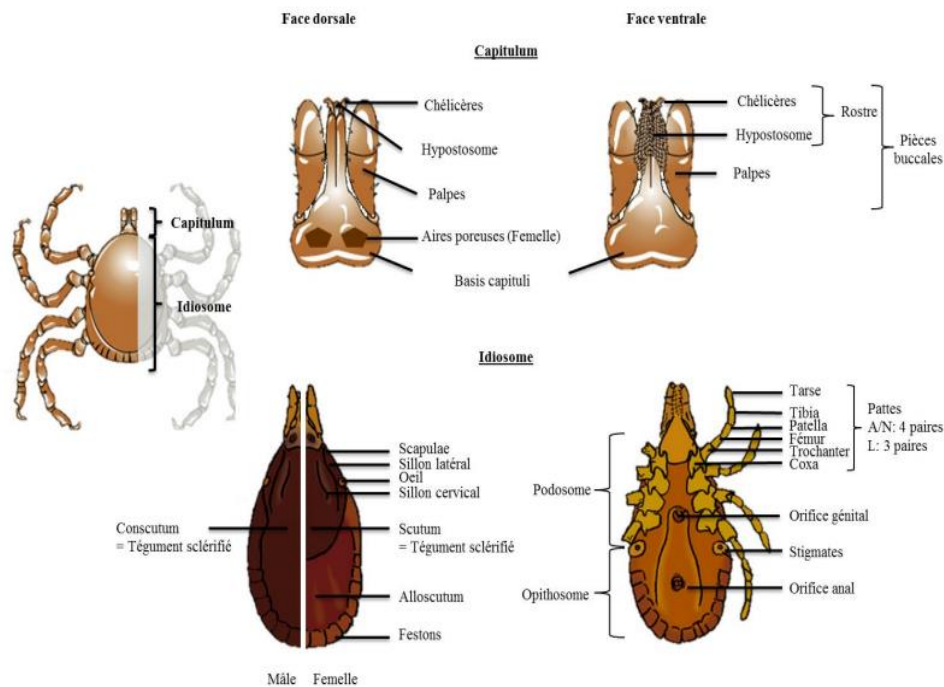 Face dorsale
Face ventrale
Capitulum
Chélicères
Hypostosome
Palpes
Aires poreuses (Femelle)
Basis capituli
Chélicères
Hypostosome
Palpes
Rostre
Pièces
buccales
Capitulum
Idiosome
Idiosome
Scapulae
Sillon latéral
Oeil
Sillon cervical
Conscutum
= Tégument sclérifié
Scutum
= Tégument sclérifié
Alloscutum
Festons
Mâle
Femelle
Tarse
Tibia
Patella
Fémur
Trochanter
Coxa
Pattes
A/N: 4 paires
L: 3 paires
Podosome
Orifice génital
Stigmates
Opithosome
Orifice anal